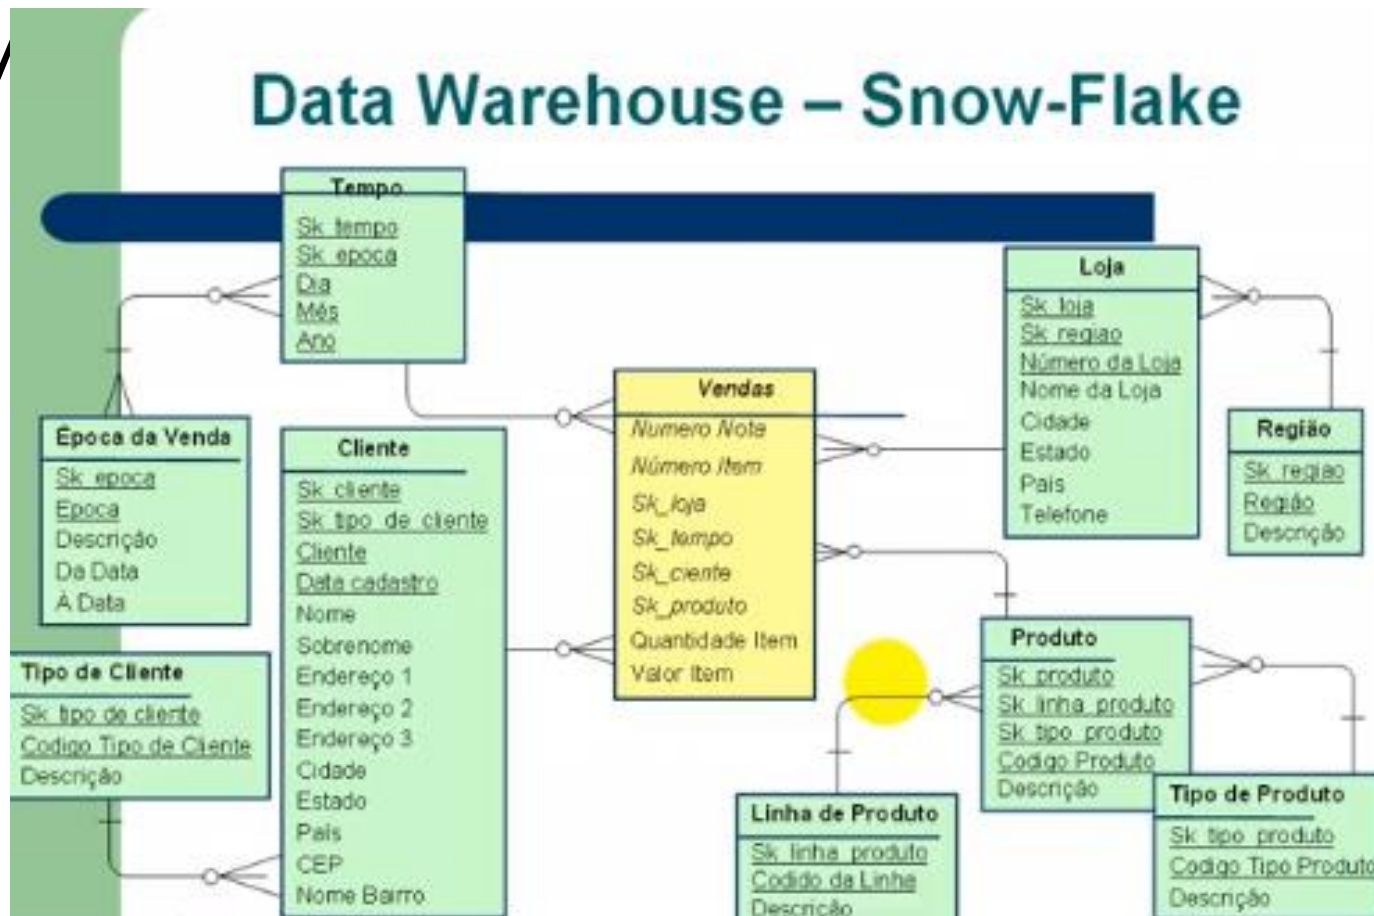 Data Warehouse – Snow-Flake
Tempo
Sk_tempo
Sk_epoca
Dia
Mês
Ano
Loja
Sk_loja
Sk_regiao
Número da Loja
Nome da Loja
Cidade
Estado
País
Telefone
Região
Sk_regiao
Região
Descrição
Vendas
Numero Nota
Número Item
Sk_loja
Sk_tempo
Sk_ciente
Sk_produto
Quantidade Item
Valor Item
Época da Venda
Sk_epoca
Epoca
Descrição
Da Data
À Data
Cliente
Sk_cliente
Sk_tipo_de_cliente
Cliente
Data cadastro
Nome
Sobrenome
Endereço 1
Endereço 2
Endereço 3
Cidade
Estado
País
CEP
Nome Bairro
Tipo de Cliente
Sk_tipo_de_cliente
Codigo Tipo de Cliente
Descrição
Produto
Sk_produto
Sk_linha_produto
Sk_tipo_produto
Codigo Produto
Descrição
Linha de Produto
Sk_linha_produto
Codido da Linha
Descrição
Tipo de Produto
Sk_tipo_produto
Codigo Tipo Produto
Descrição